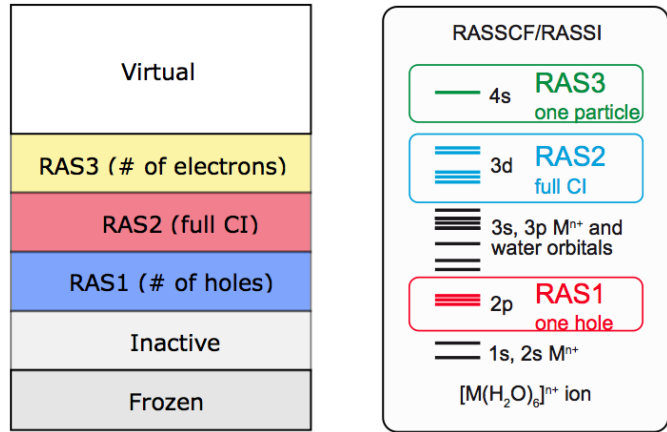 Virtual
RAS3 (# of electrons)
RAS2 (full CI)
RAS1 (# of holes)
Inactive
Frozen
RASSCF/RASSI
4s RAS3
one particle
3d RAS2
full CI
3s, 3p Mⁿ⁺ and
water orbitals
2p RAS1
one hole
1s, 2s Mⁿ⁺
[M(H₂O)₆]ⁿ⁺ ion